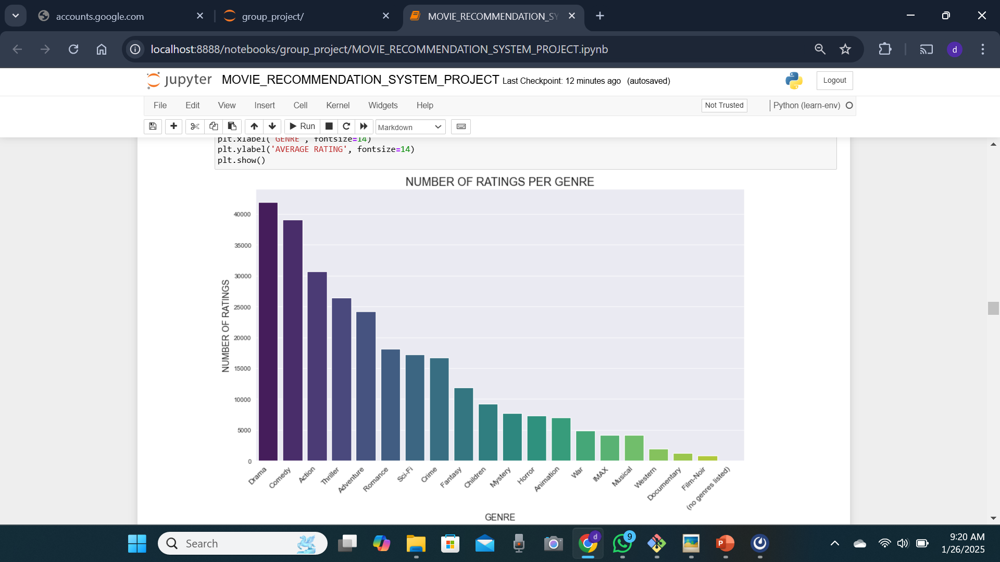 accounts.google.com
group_project/
MOVIE_RECOMMENDATION_SY
localhost:8888/notebooks/group_project/MOVIE_RECOMMENDATION_SYSTEM_PROJECT.ipynb
d
jupyter MOVIE_RECOMMENDATION_SYSTEM_PROJECT Last Checkpoint: 12 minutes ago (autosaved)
Logout
File Edit View Insert Cell Kernel Widgets Help
Not Trusted
Python (learn-env)
Run
Markdown
plt.xlabel('GENRE', fontsize=14)
plt.ylabel('AVERAGE RATING', fontsize=14)
plt.show()
NUMBER OF RATINGS PER GENRE
NUMBER OF RATINGS
40000
35000
30000
25000
20000
15000
10000
5000
0
Drama
Comedy
Action
Thriller
Adventure
Romance
Sci-Fi
Crime
Fantasy
Children
Mystery
Horror
Animation
War
IMAX
Musical
Western
Documentary
Film-Noir
(no genres listed)
GENRE
Search
d
9
P
9:20 AM
1/26/2025